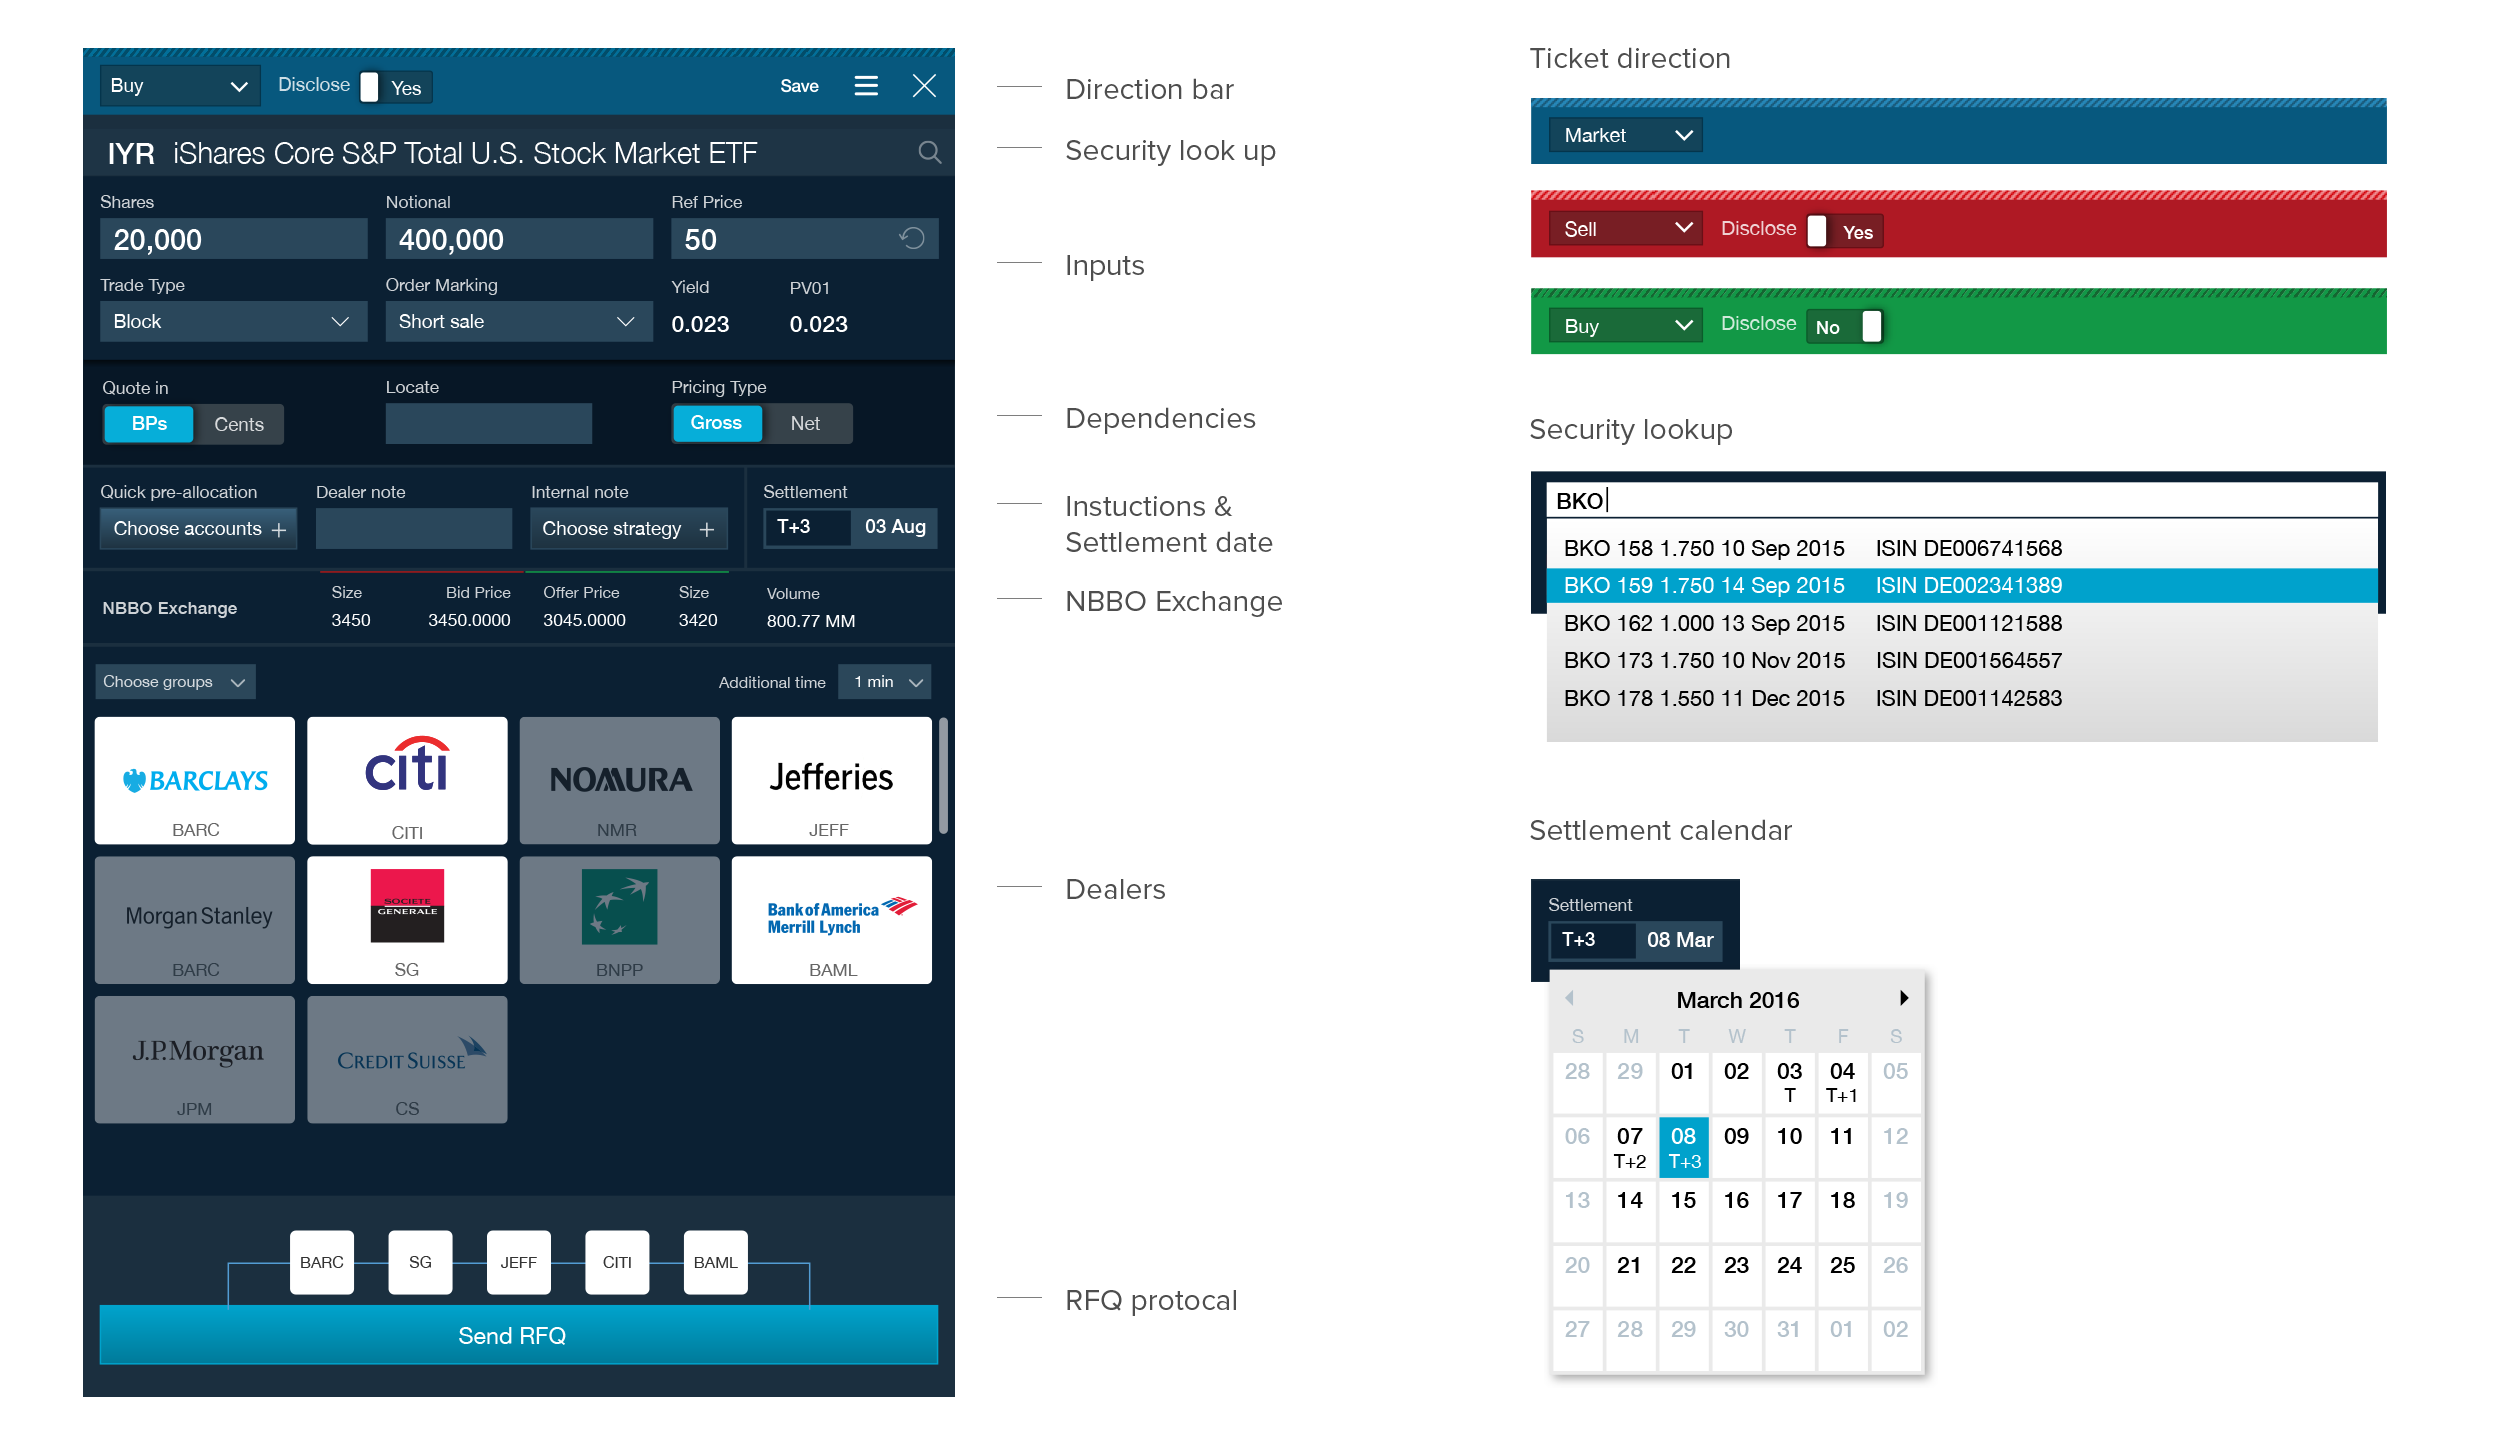 Buy
Disclose Yes
Save
IYR iShares Core S&P Total U.S. Stock Market ETF
Shares Notional Ref Price
20,000 400,000 50
Trade Type Order Marking Yield PV01
Block Short sale 0.023 0.023
Quote in Locate Pricing Type
BPs Cents Gross Net
Quick pre-allocation Dealer note Internal note Settlement
Choose accounts + Choose strategy + T+3 03 Aug
NBBO Exchange
Size Bid Price Offer Price Size Volume
3450 3450.0000 3045.0000 3420 800.77 MM
Choose groups Additional time 1 min
BARCLAYS citi NOMURA Jefferies
BARC CITI NMR JEFF
Morgan Stanley
SOCIETE
GENERALE
Bank of America
Merrill Lynch
BARC SG BNPP BAML
J.P.Morgan CREDIT SUISSE
JPM CS
BARC SG JEFF CITI BAML
Send RFQ
Direction bar
Security look up
Inputs
Dependencies
Instuctions &
Settlement date
NBBO Exchange
Dealers
RFQ protocal
Ticket direction
Market
Sell Disclose Yes
Buy Disclose No
Security lookup
BKO
BKO 158 1.750 10 Sep 2015 ISIN DE006741568
BKO 159 1.750 14 Sep 2015 ISIN DE002341389
BKO 162 1.000 13 Sep 2015 ISIN DE001121588
BKO 173 1.750 10 Nov 2015 ISIN DE001564557
BKO 178 1.550 11 Dec 2015 ISIN DE001142583
Settlement calendar
Settlement
T+3 08 Mar
March 2016
S M T W T F S
28 29 01 02 03 04 05
T T+1
06 07 08 09 10 11 12
T+2 T+3
13 14 15 16 17 18 19
20 21 22 23 24 25 26
27 28 29 30 31 01 02